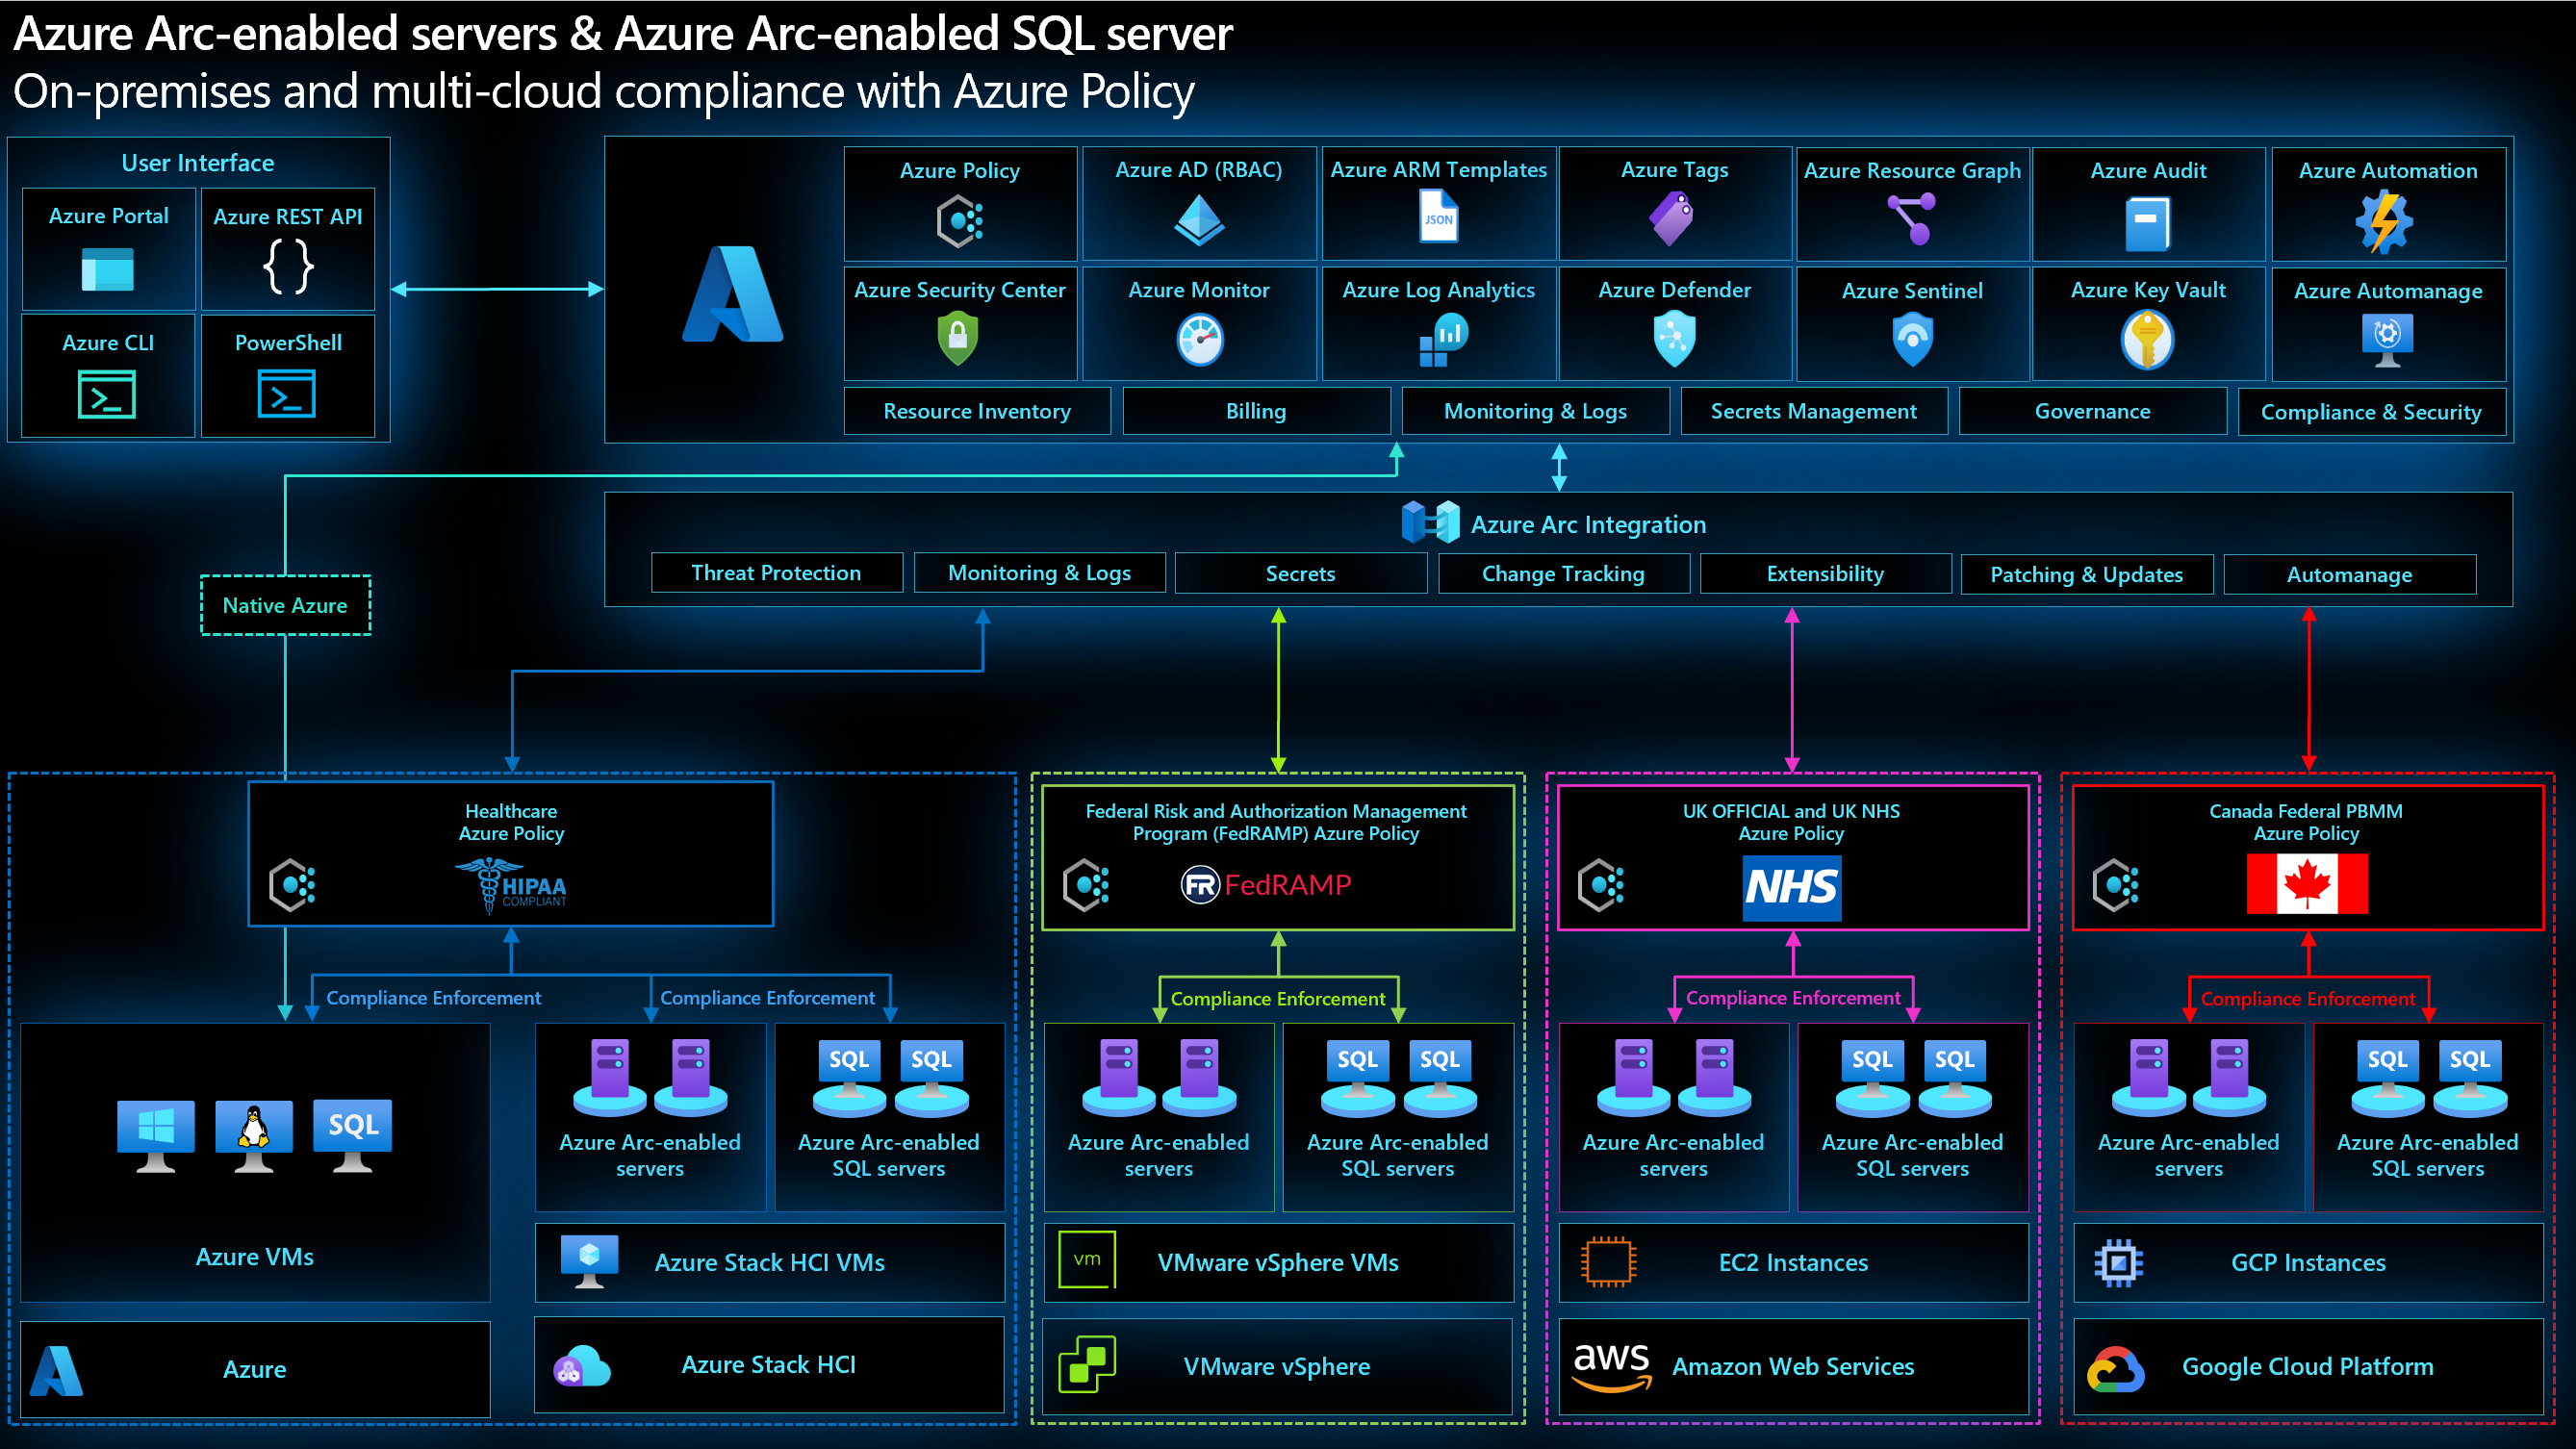 Azure Arc-enabled servers & Azure Arc-enabled SQL server
On-premises and multi-cloud compliance with Azure Policy
User Interface
Azure Portal
Azure REST API
{ }
Azure CLI
PowerShell
Azure Policy
Azure AD (RBAC)
Azure ARM Templates
JSON
Azure Tags
Azure Resource Graph
Azure Audit
Azure Automation
Azure Security Center
Azure Monitor
Azure Log Analytics
Azure Defender
Azure Sentinel
Azure Key Vault
Azure Automanage
Resource Inventory
Billing
Monitoring & Logs
Secrets Management
Governance
Compliance & Security
Azure Arc Integration
Threat Protection
Monitoring & Logs
Secrets
Change Tracking
Extensibility
Patching & Updates
Automanage
Native Azure
Healthcare
Azure Policy
HIPAA
COMPLIANT
Compliance Enforcement
Compliance Enforcement
SQL
Azure VMs
Azure
Azure Arc-enabled
servers
SQL
SQL
Azure Arc-enabled
SQL servers
Azure Stack HCI VMs
Azure Stack HCI
Federal Risk and Authorization Management
Program (FedRAMP) Azure Policy
FR FedRAMP
Compliance Enforcement
Azure Arc-enabled
servers
SQL
SQL
Azure Arc-enabled
SQL servers
vm
VMware vSphere VMs
VMware vSphere
UK OFFICIAL and UK NHS
Azure Policy
NHS
Compliance Enforcement
Azure Arc-enabled
servers
SQL
SQL
Azure Arc-enabled
SQL servers
EC2 Instances
aws
Amazon Web Services
Canada Federal PBMM
Azure Policy
Compliance Enforcement
Azure Arc-enabled
servers
SQL
SQL
Azure Arc-enabled
SQL servers
GCP Instances
Google Cloud Platform